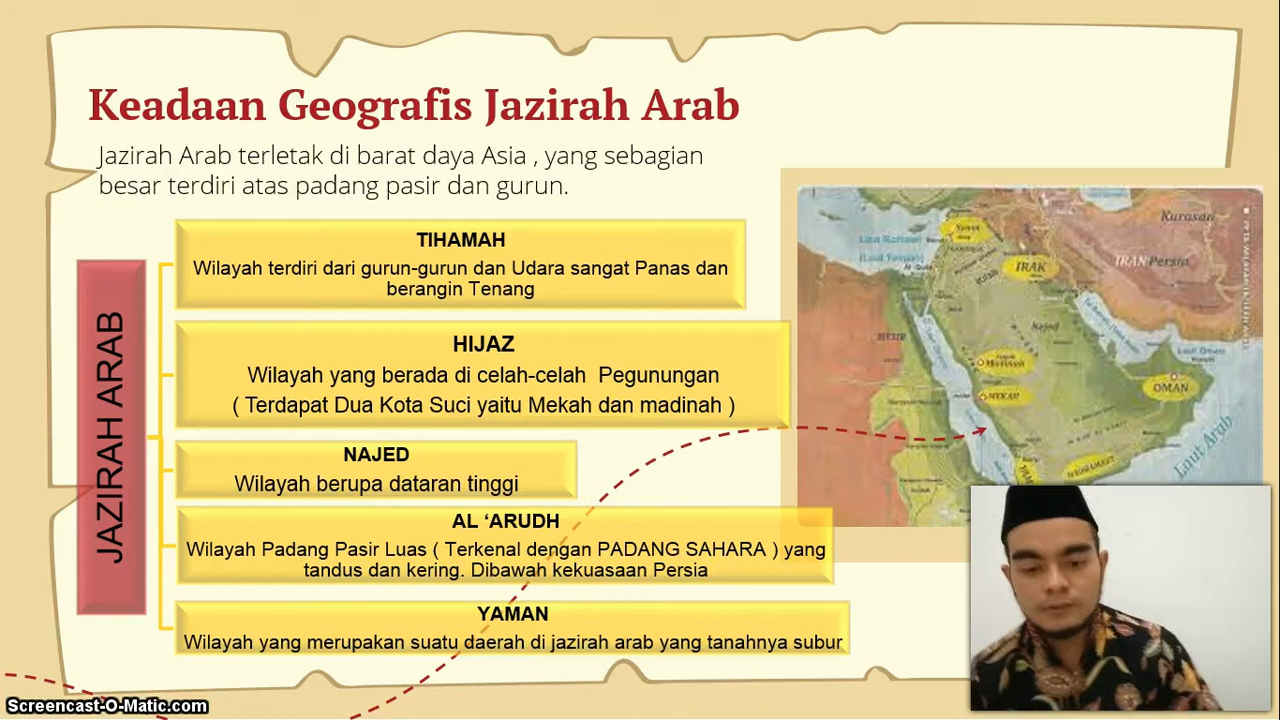 Keadaan Geografis Jazirah Arab
Jazirah Arab terletak di barat daya Asia , yang sebagian
besar terdiri atas padang pasir dan gurun.
JAZIRAH ARAB
TIHAMAH
Wilayah terdiri dari gurun-gurun dan Udara sangat Panas dan
berangin Tenang
HIJAZ
Wilayah yang berada di celah-celah Pegunungan
( Terdapat Dua Kota Suci yaitu Mekah dan madinah )
NAJED
Wilayah berupa dataran tinggi
AL ‘ARUDH
Wilayah Padang Pasir Luas ( Terkenal dengan PADANG SAHARA ) yang
tandus dan kering. Dibawah kekuasaan Persia
YAMAN
Wilayah yang merupakan suatu daerah di jazirah arab yang tanahnya subur
Kurasan
IRAN Persia
IRAK
Najed
MEKAH
OMAN
Laut Oman
Laut Arab
Screencast-O-Matic.com